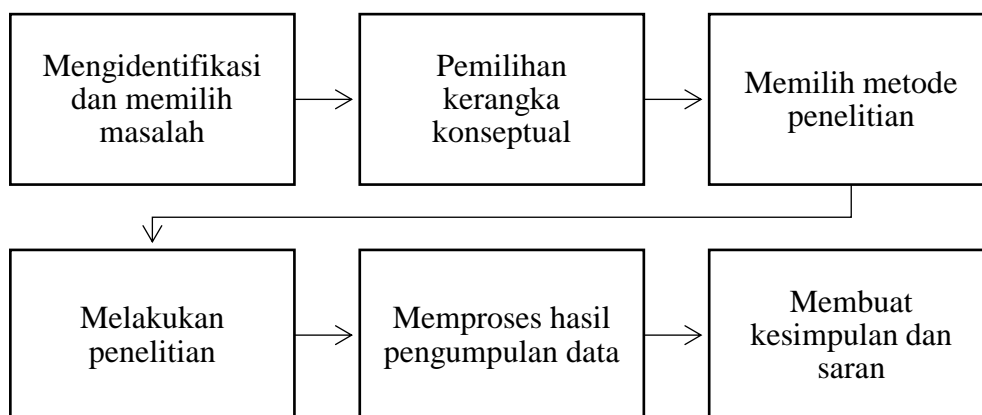 Mengidentifikasi
dan memilih
masalah
Pemilihan
kerangka
konseptual
Memilih metode
penelitian
Melakukan
penelitian
Memproses hasil
pengumpulan data
Membuat
kesimpulan dan
saran